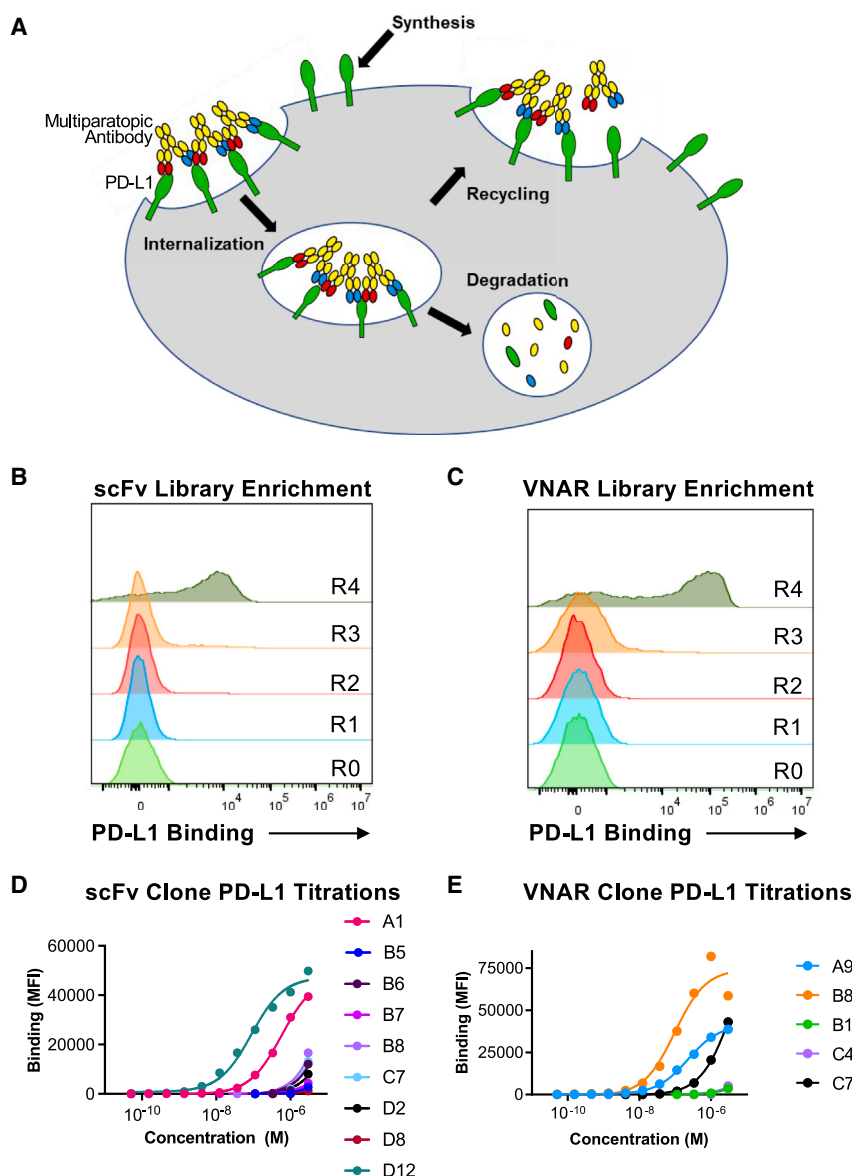 A
Synthesis
Multiparatopic
Antibody
PD-L1
Recycling
Internalization
Degradation
B
scFv Library Enrichment
R4
R3
R2
R1
R0
0 10^4 10^5 10^6 10^7
PD-L1 Binding
C
VNAR Library Enrichment
R4
R3
R2
R1
R0
0 10^4 10^5 10^6 10^7
PD-L1 Binding
D
scFv Clone PD-L1 Titrations
Binding (MFI)
60000
40000
20000
0
10^-10 10^-8 10^-6
Concentration (M)
A1
B5
B6
B7
B8
C7
D2
D8
D12
E
VNAR Clone PD-L1 Titrations
Binding (MFI)
75000
50000
25000
0
10^-10 10^-8 10^-6
Concentration (M)
A9
B8
B1
C4
C7